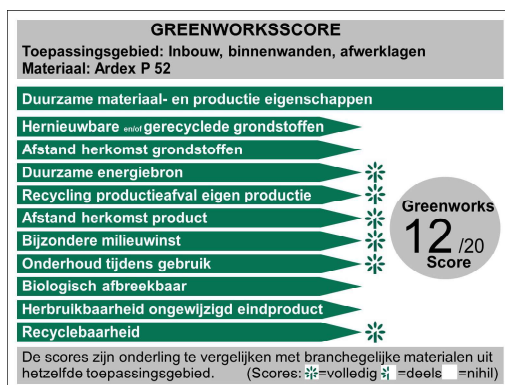 GREENWORKSSCORE
Toepassingsgebied: Inbouw, binnenwanden, afwerklagen
Materiaal: Ardex P 52
Duurzame materiaal- en productie eigenschappen
Hernieuwbare en/of gerecyclede grondstoffen
Afstand herkomst grondstoffen
Duurzame energiebron
Recycling productieafval eigen productie
Afstand herkomst product
Bijzondere milieuwinst
Onderhoud tijdens gebruik
Biologisch afbreekbaar
Herbruikbaarheid ongewijzigd eindproduct
Recyclebaarheid
Greenworks
12 /20
Score
De scores zijn onderling te vergelijken met branchegelijke materialen uit
hetzelfde toepassingsgebied. (Scores: =volledig =deels =nihil)